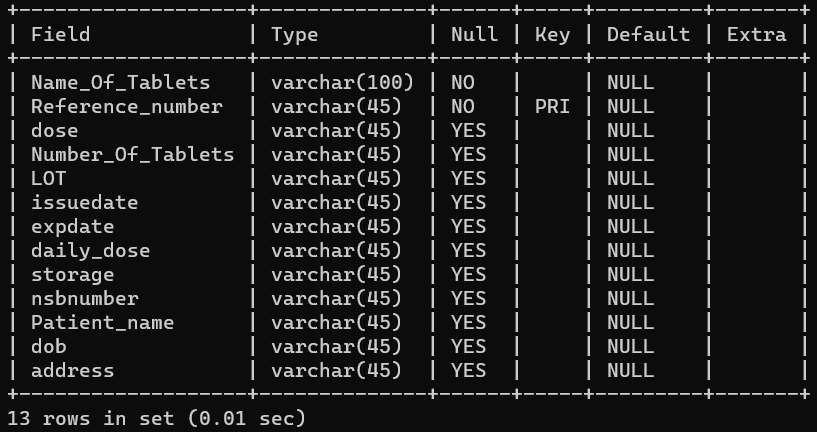 +--------------------+--------------+------+-----+---------+-------+
| Field              | Type         | Null | Key | Default | Extra |
+--------------------+--------------+------+-----+---------+-------+
| Name_Of_Tablets    | varchar(100) | NO   |     | NULL    |       |
| Reference_number   | varchar(45)  | NO   | PRI | NULL    |       |
| dose               | varchar(45)  | YES  |     | NULL    |       |
| Number_Of_Tablets  | varchar(45)  | YES  |     | NULL    |       |
| LOT                | varchar(45)  | YES  |     | NULL    |       |
| issuedate          | varchar(45)  | YES  |     | NULL    |       |
| expdate            | varchar(45)  | YES  |     | NULL    |       |
| daily_dose         | varchar(45)  | YES  |     | NULL    |       |
| storage            | varchar(45)  | YES  |     | NULL    |       |
| nsbnumber          | varchar(45)  | YES  |     | NULL    |       |
| Patient_name       | varchar(45)  | YES  |     | NULL    |       |
| dob                | varchar(45)  | YES  |     | NULL    |       |
| address            | varchar(45)  | YES  |     | NULL    |       |
+--------------------+--------------+------+-----+---------+-------+
13 rows in set (0.01 sec)